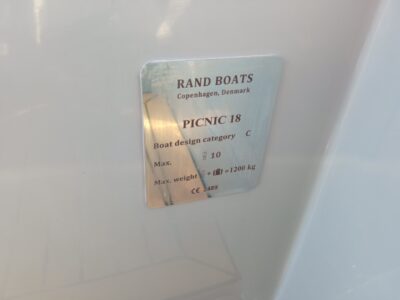 RAND BOATS
Copenhagen, Denmark
PICNIC 18
Boat design category C
Max. 10
Max. weight + = 1200 kg
CE